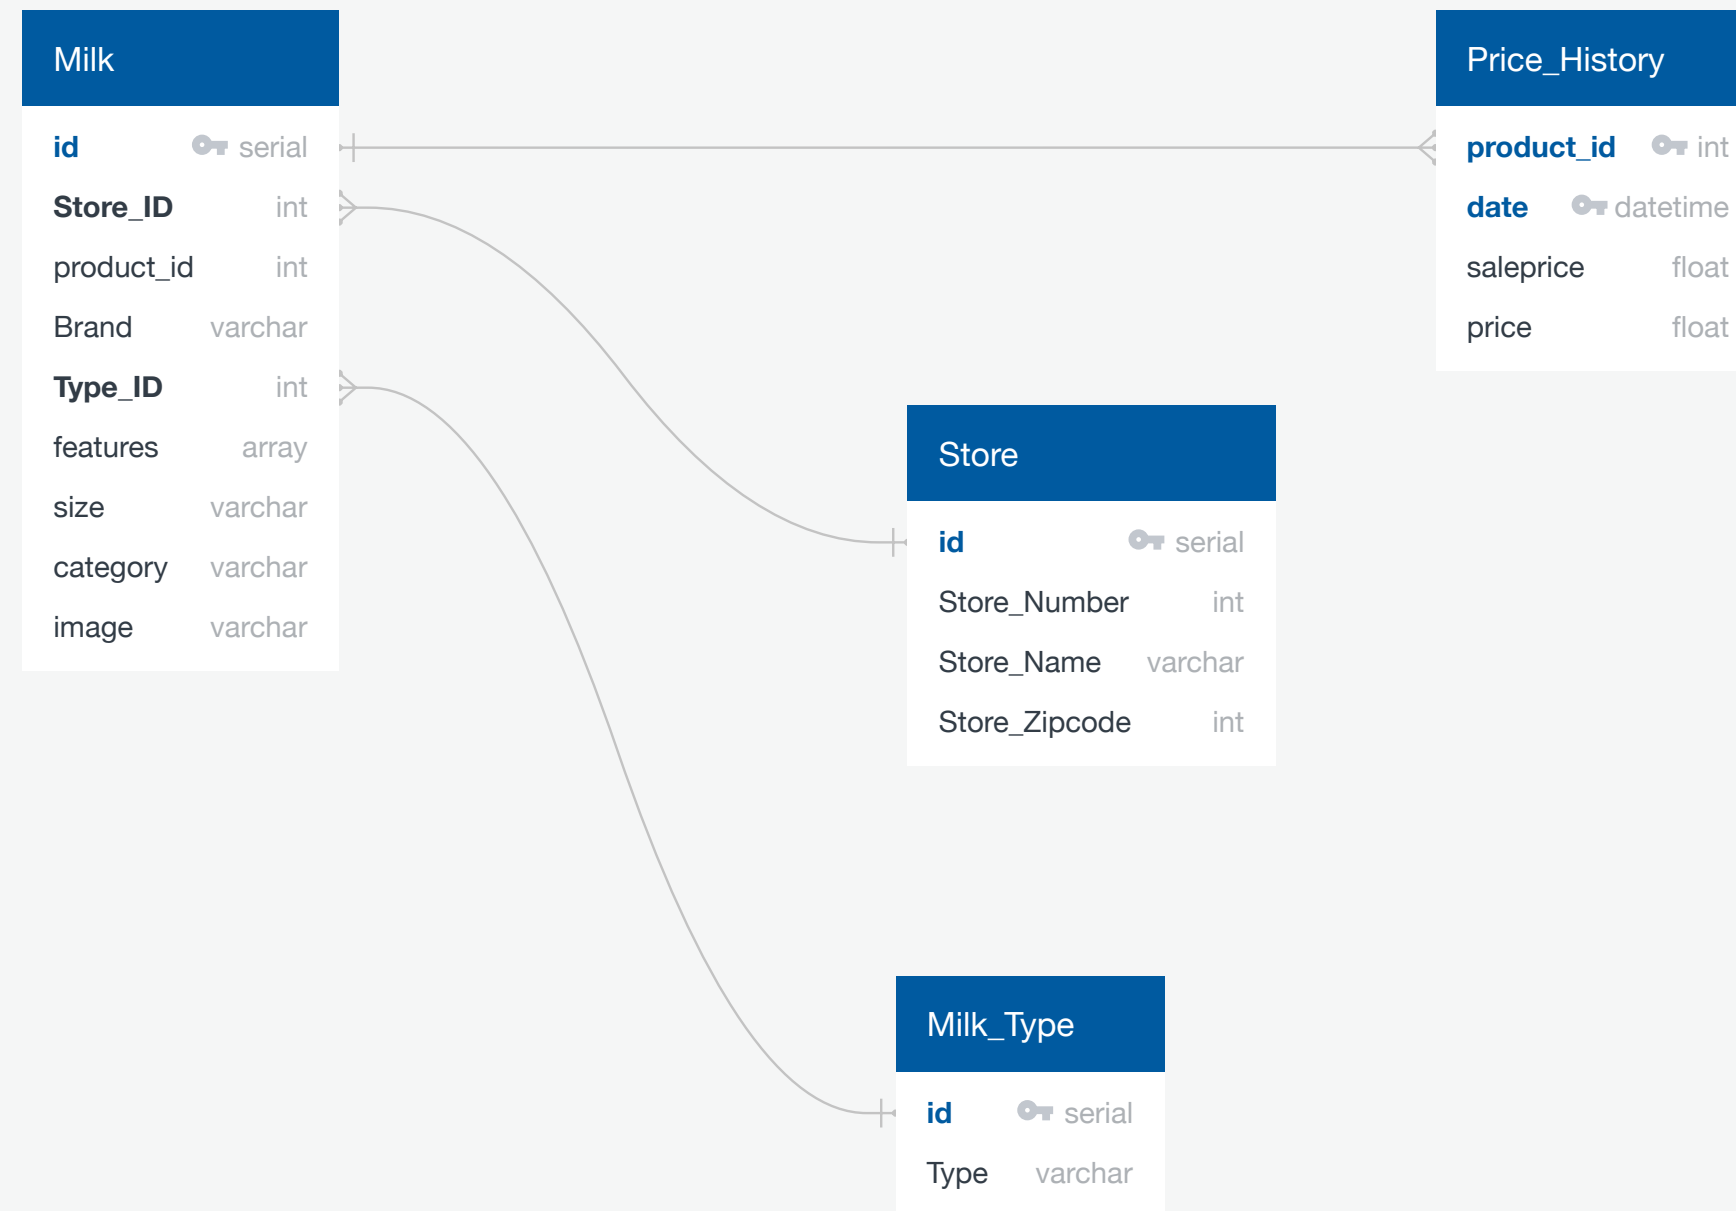 Milk
id serial
Store_ID int
product_id int
Brand varchar
Type_ID int
features array
size varchar
category varchar
image varchar
Price_History
product_id int
date datetime
saleprice float
price float
Store
id serial
Store_Number int
Store_Name varchar
Store_Zipcode int
Milk_Type
id serial
Type varchar